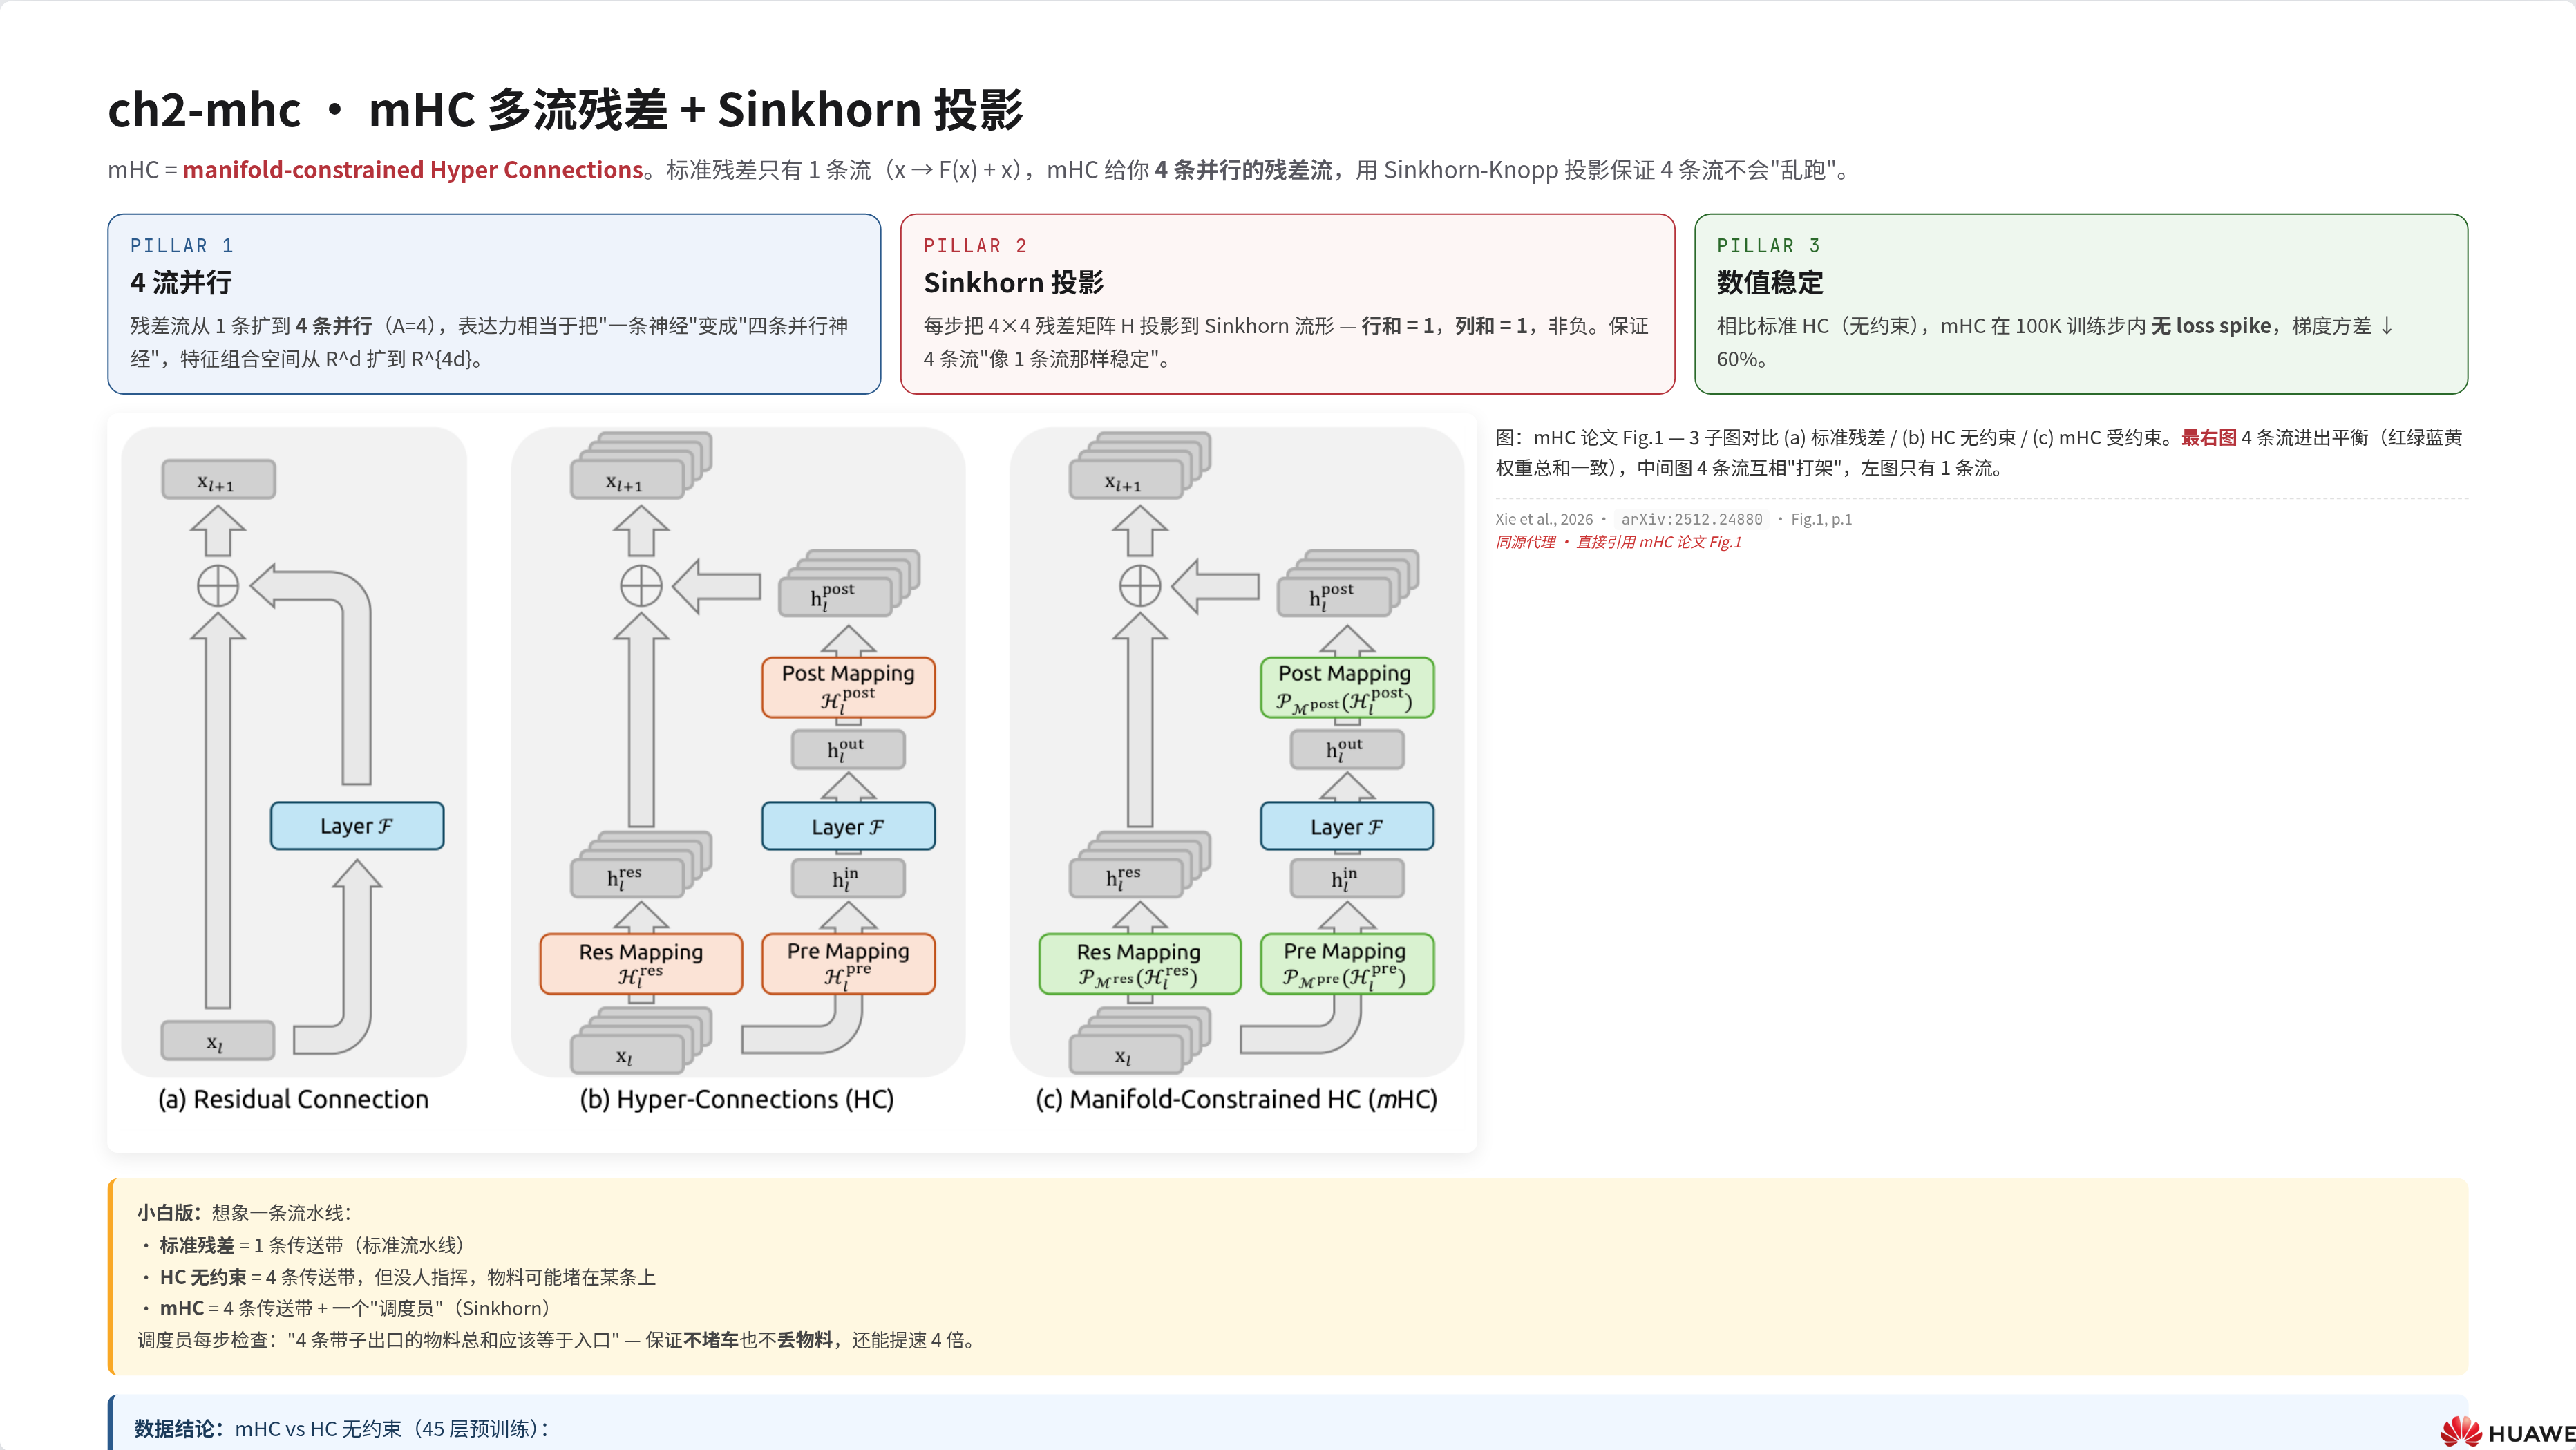 ch2-mhc · mHC 多流残差 + Sinkhorn 投影
mHC = manifold-constrained Hyper Connections。标准残差只有 1 条流（x → F(x) + x），mHC 给你 4 条并行的残差流，用 Sinkhorn-Knopp 投影保证 4 条流不会"乱跑"。
PILLAR 1
4 流并行
残差流从 1 条扩到 4 条并行（A=4），表达力相当于把"一条神经"变成"四条并行神
经"，特征组合空间从 R^d 扩到 R^{4d}。
PILLAR 2
Sinkhorn 投影
每步把 4×4 残差矩阵 H 投影到 Sinkhorn 流形 — 行和 = 1，列和 = 1，非负。保证
4 条流"像 1 条流那样稳定"。
PILLAR 3
数值稳定
相比标准 HC（无约束），mHC 在 100K 训练步内 无 loss spike，梯度方差 ↓
60%。
x_{l+1}
Layer ℱ
x_l
(a) Residual Connection
x_{l+1}
h_l^{post}
Post Mapping
ℋ_l^{post}
h_l^{out}
Layer ℱ
h_l^{res}
h_l^{in}
Res Mapping
ℋ_l^{res}
Pre Mapping
ℋ_l^{pre}
x_l
(b) Hyper-Connections (HC)
x_{l+1}
h_l^{post}
Post Mapping
𝒫_{ℳ^{post}}(ℋ_l^{post})
h_l^{out}
Layer ℱ
h_l^{res}
h_l^{in}
Res Mapping
𝒫_{ℳ^{res}}(ℋ_l^{res})
Pre Mapping
𝒫_{ℳ^{pre}}(ℋ_l^{pre})
x_l
(c) Manifold-Constrained HC (mHC)
图：mHC 论文 Fig.1 — 3 子图对比 (a) 标准残差 / (b) HC 无约束 / (c) mHC 受约束。最右图 4 条流进出平衡（红绿蓝黄
权重总和一致），中间图 4 条流互相"打架"，左图只有 1 条流。
Xie et al., 2026 · arXiv:2512.24880 · Fig.1, p.1
同源代理 · 直接引用 mHC 论文 Fig.1
小白版：想象一条流水线：
· 标准残差 = 1 条传送带（标准流水线）
· HC 无约束 = 4 条传送带，但没人指挥，物料可能堵在某条上
· mHC = 4 条传送带 + 一个"调度员"（Sinkhorn）
调度员每步检查："4 条带子出口的物料总和应该等于入口" — 保证不堵车也不丢物料，还能提速 4 倍。
数据结论：mHC vs HC 无约束（45 层预训练）：
HUAWE